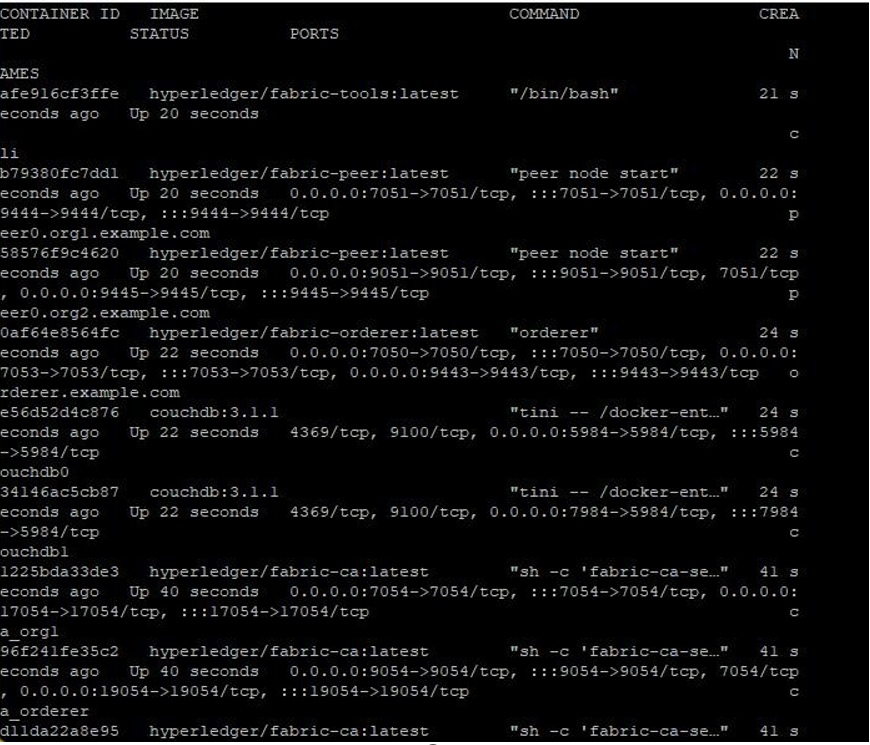 CONTAINER ID   IMAGE                               COMMAND                  CREA
TED          STATUS          PORTS
                                                                               N
AMES
afe916cf3ffe   hyperledger/fabric-tools:latest     "/bin/bash"              21 s
econds ago   Up 20 seconds
                                                                               c
li
b79380fc7dd1   hyperledger/fabric-peer:latest      "peer node start"        22 s
econds ago   Up 20 seconds   0.0.0.0:7051->7051/tcp, :::7051->7051/tcp, 0.0.0.0:
9444->9444/tcp, :::9444->9444/tcp                                              p
eer0.org1.example.com
58576f9c4620   hyperledger/fabric-peer:latest      "peer node start"        22 s
econds ago   Up 20 seconds   0.0.0.0:9051->9051/tcp, :::9051->9051/tcp, 7051/tcp
, 0.0.0.0:9445->9445/tcp, :::9445->9445/tcp                                    p
eer0.org2.example.com
0af64e8564fc   hyperledger/fabric-orderer:latest   "orderer"                24 s
econds ago   Up 22 seconds   0.0.0.0:7050->7050/tcp, :::7050->7050/tcp, 0.0.0.0:
7053->7053/tcp, :::7053->7053/tcp, 0.0.0.0:9443->9443/tcp, :::9443->9443/tcp   o
rderer.example.com
e56d52d4c876   couchdb:3.1.1                       "tini -- /docker-ent…"   24 s
econds ago   Up 22 seconds   4369/tcp, 9100/tcp, 0.0.0.0:5984->5984/tcp, :::5984
->5984/tcp                                                                     c
ouchdb0
34146ac5cb87   couchdb:3.1.1                       "tini -- /docker-ent…"   24 s
econds ago   Up 22 seconds   4369/tcp, 9100/tcp, 0.0.0.0:7984->5984/tcp, :::7984
->5984/tcp                                                                     c
ouchdb1
1225bda33de3   hyperledger/fabric-ca:latest        "sh -c 'fabric-ca-se…"   41 s
econds ago   Up 40 seconds   0.0.0.0:7054->7054/tcp, :::7054->7054/tcp, 0.0.0.0:
17054->17054/tcp, :::17054->17054/tcp                                          c
a_org1
96f241fe35c2   hyperledger/fabric-ca:latest        "sh -c 'fabric-ca-se…"   41 s
econds ago   Up 40 seconds   0.0.0.0:9054->9054/tcp, :::9054->9054/tcp, 7054/tcp
, 0.0.0.0:19054->19054/tcp, :::19054->19054/tcp                                c
a_orderer
d11da22a8e95   hyperledger/fabric-ca:latest        "sh -c 'fabric-ca-se…"   41 s